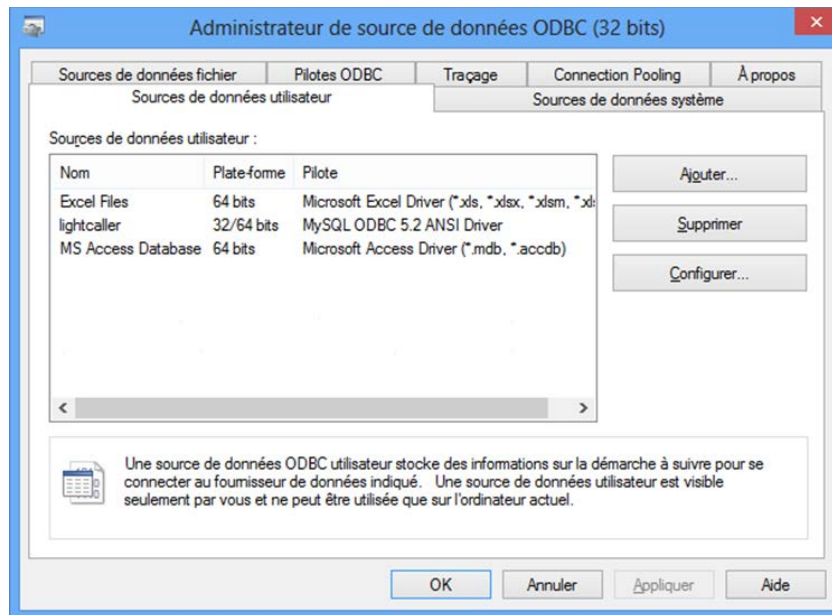 Administrateur de source de données ODBC (32 bits)
Sources de données fichier Pilotes ODBC Traçage Connection Pooling À propos
Sources de données utilisateur Sources de données système
Sources de données utilisateur :
Nom Plate-forme Pilote
Excel Files 64 bits Microsoft Excel Driver (*.xls, *.xlsx, *.xlsm, *.xl
lightcaller 32/64 bits MySQL ODBC 5.2 ANSI Driver
MS Access Database 64 bits Microsoft Access Driver (*.mdb, *.accdb)
Ajouter...
Supprimer
Configurer...
Une source de données ODBC utilisateur stocke des informations sur la démarche à suivre pour se
connecter au fournisseur de données indiqué. Une source de données utilisateur est visible
seulement par vous et ne peut être utilisée que sur l'ordinateur actuel.
OK Annuler Appliquer Aide